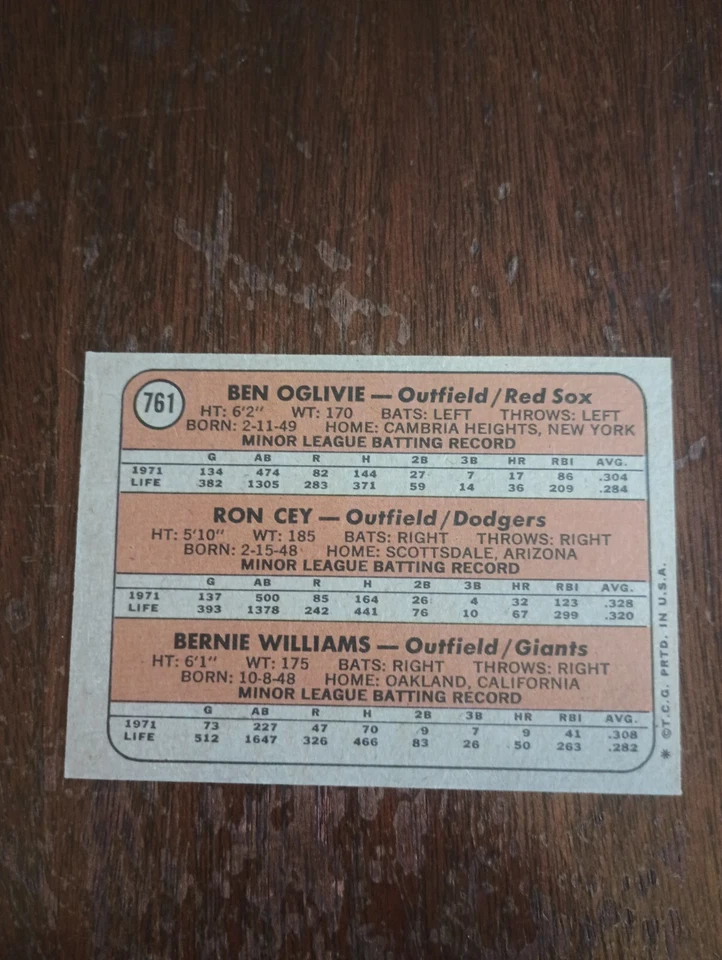 761
BEN OGLIVIE — Outfield/Red Sox
HT: 6'2" WT: 170 BATS: LEFT THROWS: LEFT
BORN: 2-11-49 HOME: CAMBRIA HEIGHTS, NEW YORK
MINOR LEAGUE BATTING RECORD
G AB R H 2B 3B HR RBI AVG.
1971 134 474 82 144 27 7 17 86 .304
LIFE 382 1305 283 371 59 14 36 209 .284
RON CEY — Outfield/Dodgers
HT: 5'10" WT: 185 BATS: RIGHT THROWS: RIGHT
BORN: 2-15-48 HOME: SCOTTSDALE, ARIZONA
MINOR LEAGUE BATTING RECORD
G AB R H 2B 3B HR RBI AVG.
1971 137 500 85 164 26 4 32 123 .328
LIFE 393 1378 242 441 76 10 67 299 .320
BERNIE WILLIAMS — Outfield/Giants
HT: 6'1" WT: 175 BATS: RIGHT THROWS: RIGHT
BORN: 10-8-48 HOME: OAKLAND, CALIFORNIA
MINOR LEAGUE BATTING RECORD
G AB R H 2B 3B HR RBI AVG.
1971 73 227 47 70 9 7 9 41 .308
LIFE 512 1647 326 466 83 26 50 263 .282
* ©T.C.G. PRTD. IN U.S.A.